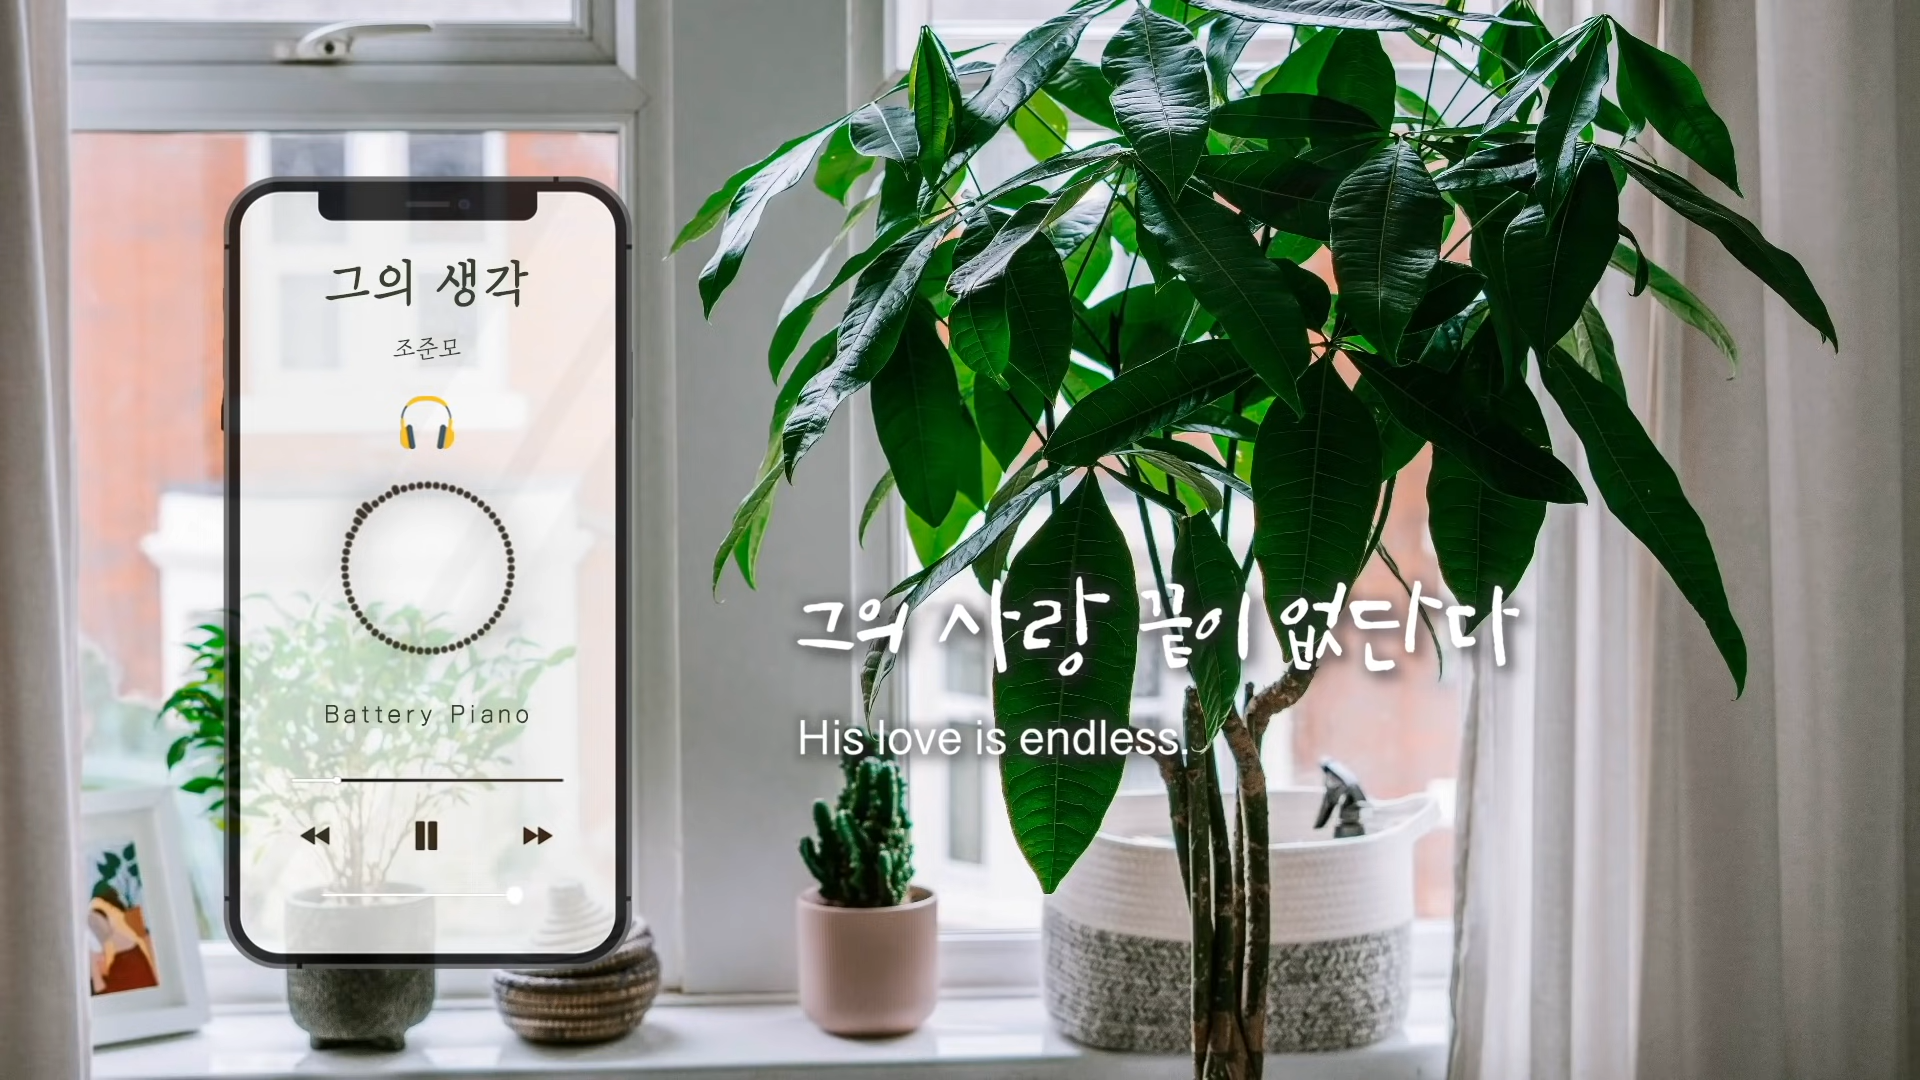 그의 생각
조준모
Battery Piano
그의 사랑 끝이 없단다
His love is endless.